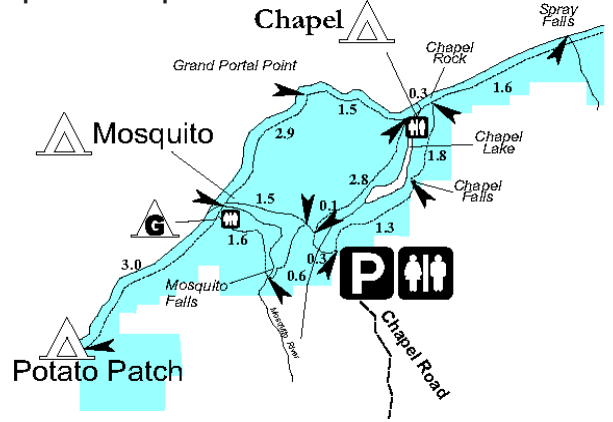 Chapel
Spray
Falls
Chapel
Rock
Grand Portal Point
0.3
1.6
1.5
Mosquito
2.9
Chapel
Lake
1.8
2.8
Chapel
Falls
1.5
0.1
G
1.6
1.3
0.3
3.0
0.6
Mosquito
Falls
P
Mosquito River
Chapel Road
Potato Patch